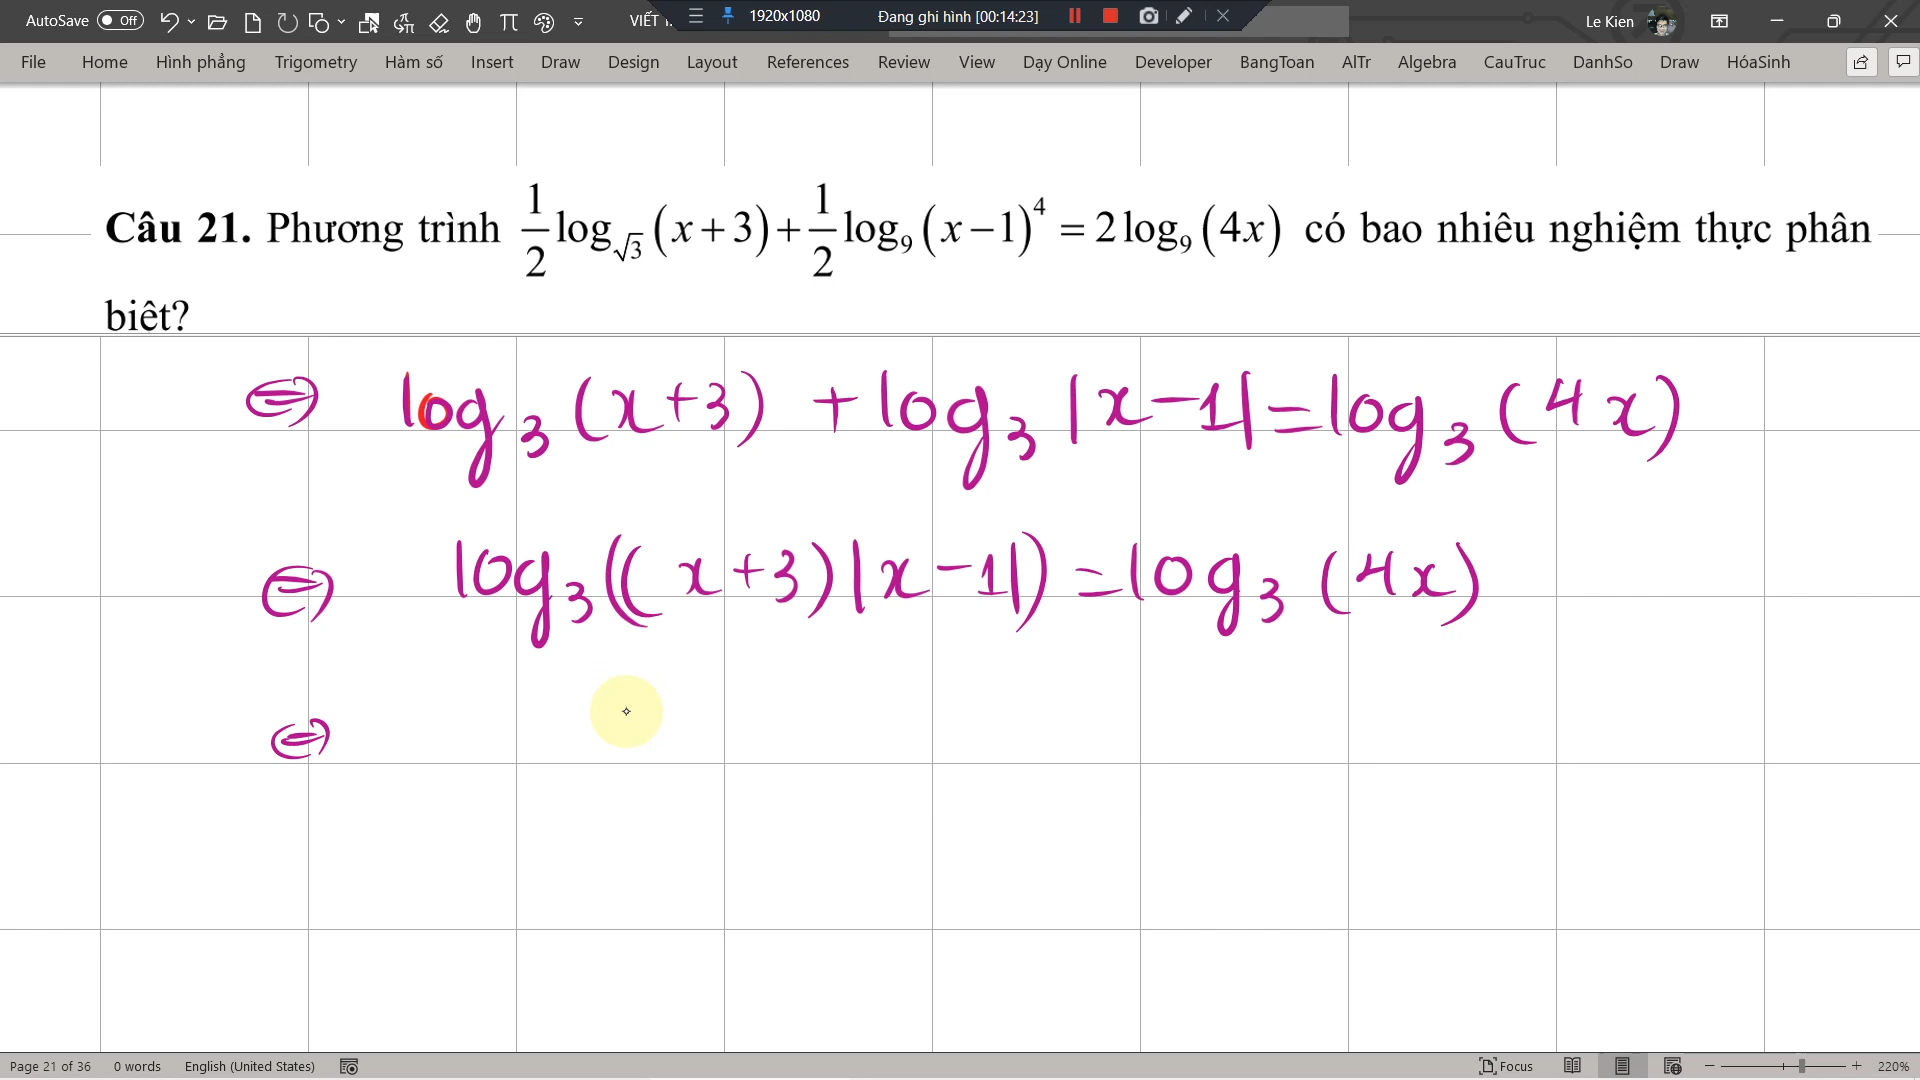 AutoSave Off VIẾT 1920x1080 Đang ghi hình [00:14:23] Le Kien
File Home Hình phẳng Trigometry Hàm số Insert Draw Design Layout References Review View Dạy Online Developer BangToan AlTr Algebra CauTruc DanhSo Draw HóaSinh
Câu 21. Phương trình 1/2 log_√3 (x+3) + 1/2 log_9 (x−1)^4 = 2 log_9 (4x) có bao nhiêu nghiệm thực phân
biêt?
⇔ log_3 (x+3) + log_3 |x−1| = log_3 (4x)
⇔ log_3 ((x+3)|x−1|) = log_3 (4x)
⇔
Page 21 of 36 0 words English (United States) Focus 220%